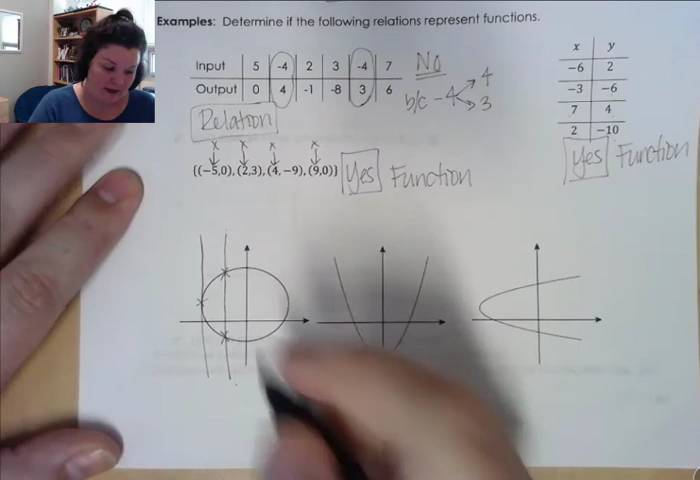 Examples: Determine if the following relations represent functions.
Input 5 -4 2 3 -4 7
Output 0 4 -1 -8 3 6
No
b/c -4 4
3
Relation
x y
-6 2
-3 -6
7 4
2 -10
Yes Function
x x x x
{(-5,0),(2,3),(4,-9),(9,0)} Yes Function